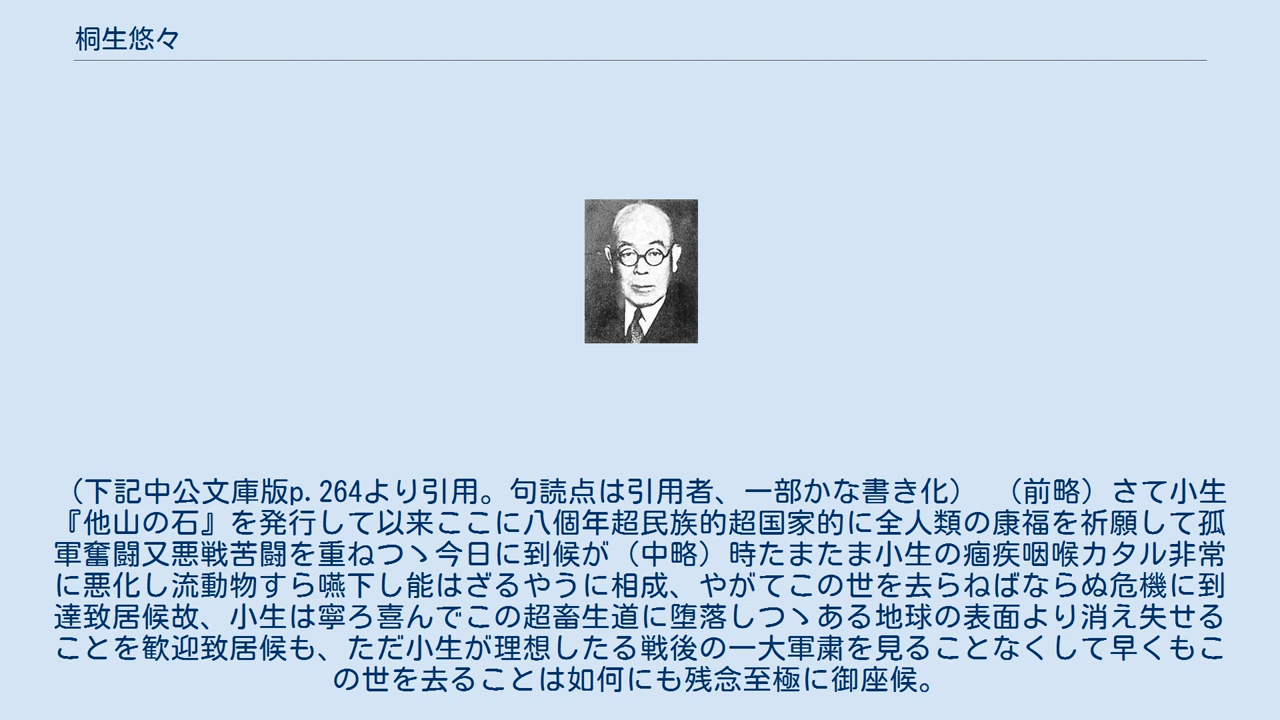 桐生悠々
（下記中公文庫版p.264より引用。句読点は引用者、一部かな書き化）　（前略）さて小生
『他山の石』を発行して以来ここに八個年超民族的超国家的に全人類の康福を祈願して孤
軍奮闘又悪戦苦闘を重ねつヽ今日に到候が（中略）時たまたま小生の痼疾咽喉カタル非常
に悪化し流動物すら嚥下し能はざるやうに相成、やがてこの世を去らねばならぬ危機に到
達致居候故、小生は寧ろ喜んでこの超畜生道に堕落しつヽある地球の表面より消え失せる
ことを歓迎致居候も、ただ小生が理想したる戦後の一大軍粛を見ることなくして早くもこ
の世を去ることは如何にも残念至極に御座候。